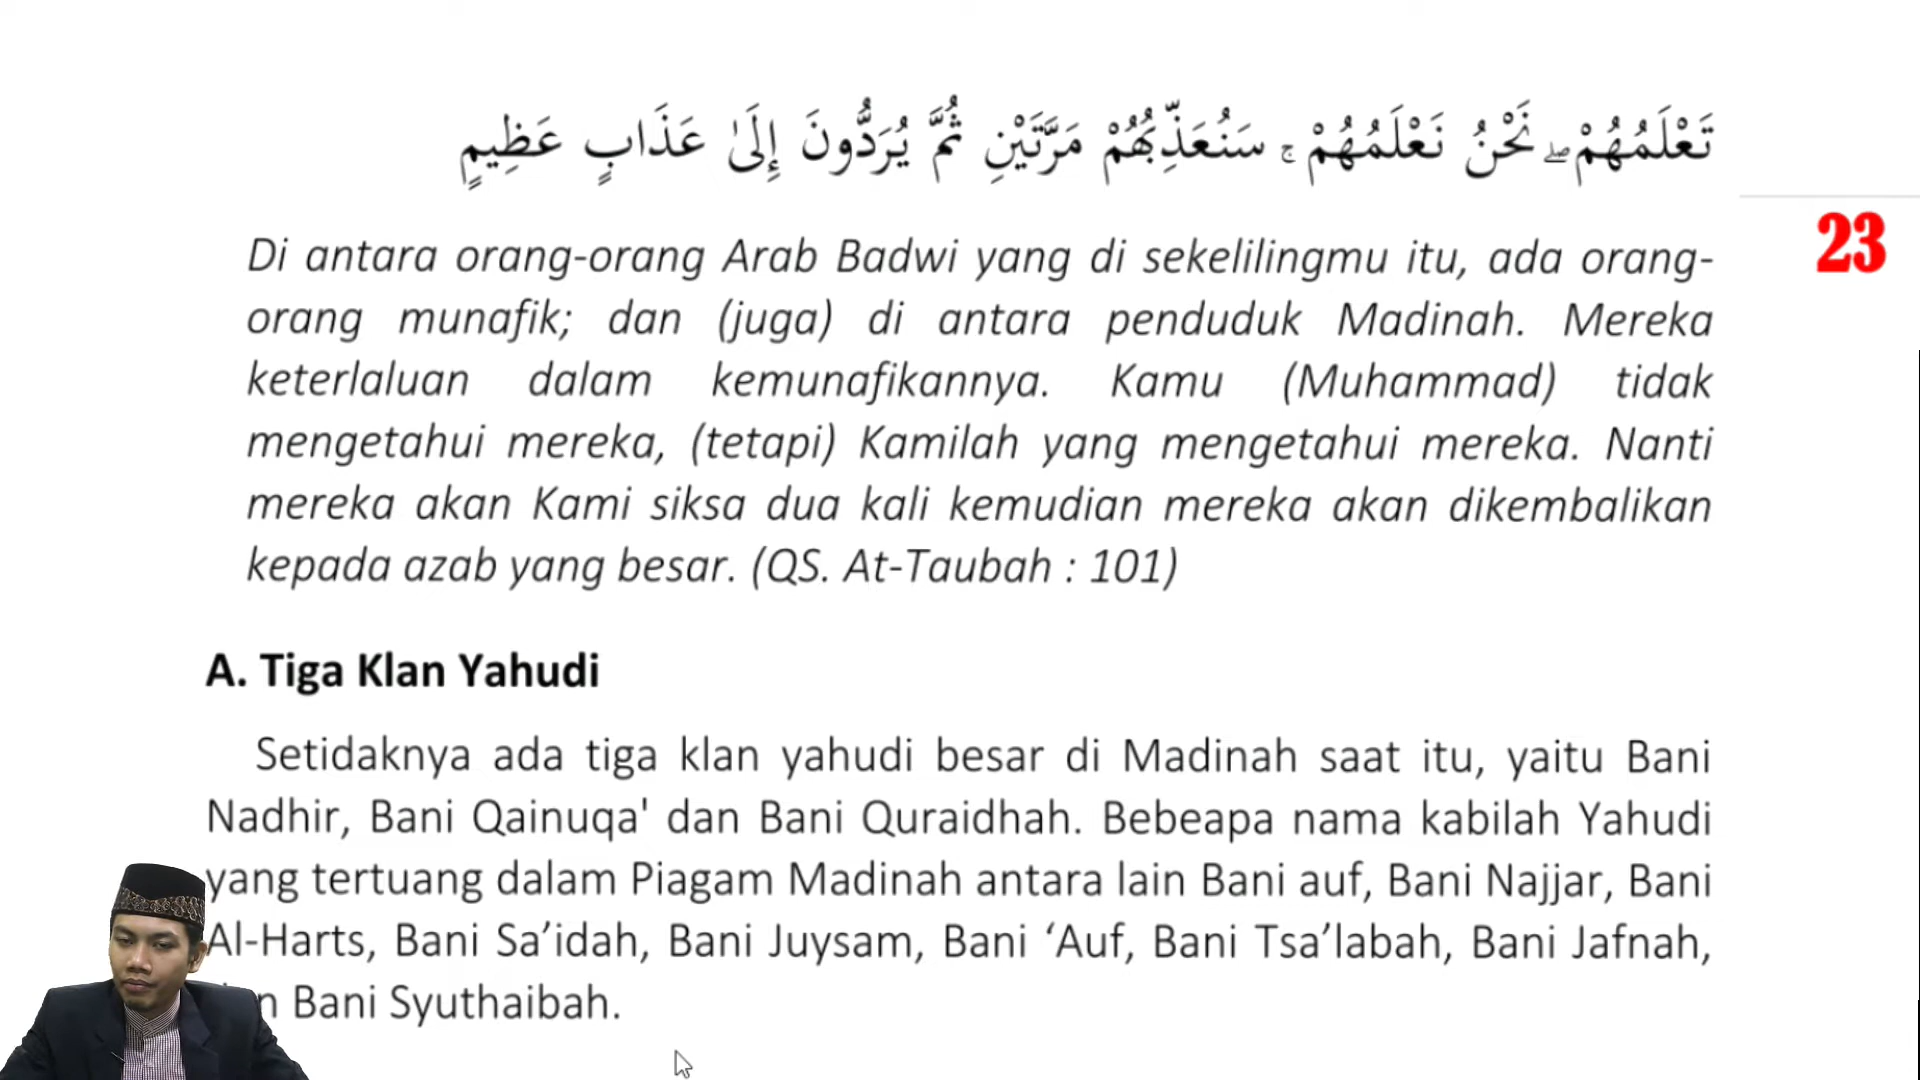 تَعْلَمُهُمْ ۖ نَحْنُ نَعْلَمُهُمْ ۚ سَنُعَذِّبُهُمْ مَرَّتَيْنِ ثُمَّ يُرَدُّونَ إِلَىٰ عَذَابٍ عَظِيمٍ
23
Di antara orang-orang Arab Badwi yang di sekelilingmu itu, ada orang-
orang munafik; dan (juga) di antara penduduk Madinah. Mereka
keterlaluan dalam kemunafikannya. Kamu (Muhammad) tidak
mengetahui mereka, (tetapi) Kamilah yang mengetahui mereka. Nanti
mereka akan Kami siksa dua kali kemudian mereka akan dikembalikan
kepada azab yang besar. (QS. At-Taubah : 101)
A. Tiga Klan Yahudi
Setidaknya ada tiga klan yahudi besar di Madinah saat itu, yaitu Bani
Nadhir, Bani Qainuqa' dan Bani Quraidhah. Bebeapa nama kabilah Yahudi
yang tertuang dalam Piagam Madinah antara lain Bani auf, Bani Najjar, Bani
Al-Harts, Bani Sa’idah, Bani Juysam, Bani ‘Auf, Bani Tsa’labah, Bani Jafnah,
Bani Syuthaibah.